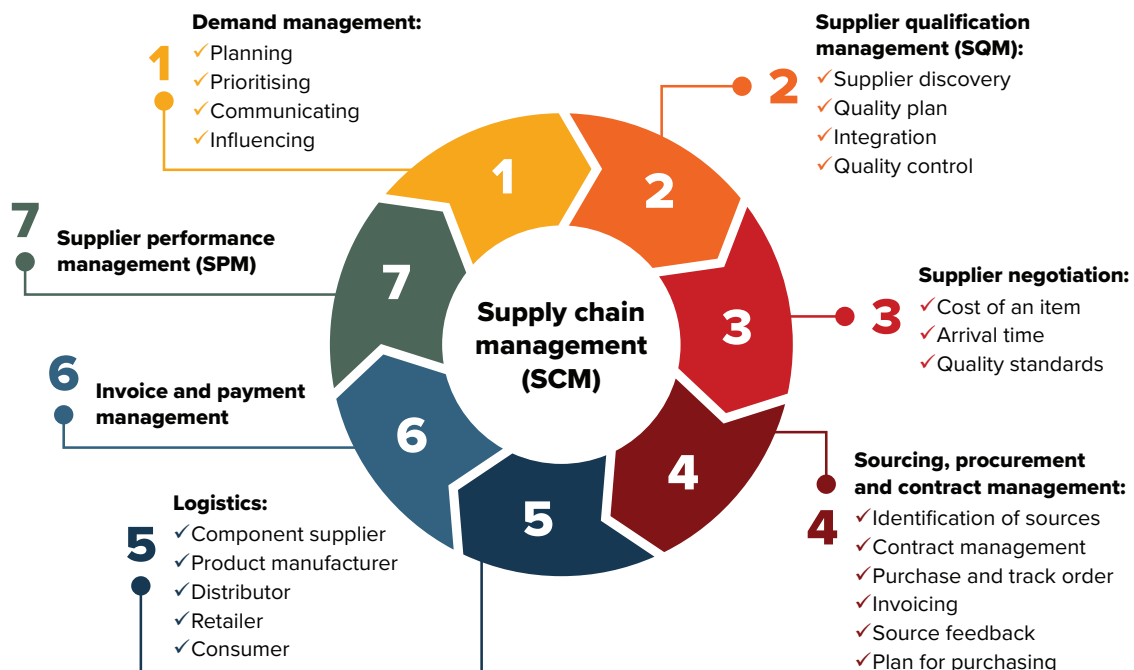 Demand management:
1
Planning
Prioritising
Communicating
Influencing
Supplier qualification
management (SQM):
2
Supplier discovery
Quality plan
Integration
Quality control
Supplier negotiation:
3
Cost of an item
Arrival time
Quality standards
Sourcing, procurement
and contract management:
4
Identification of sources
Contract management
Purchase and track order
Invoicing
Source feedback
Plan for purchasing
Logistics:
5
Component supplier
Product manufacturer
Distributor
Retailer
Consumer
6
Invoice and payment
management
7
Supplier performance
management (SPM)
1
2
3
4
5
6
7
Supply chain
management
(SCM)